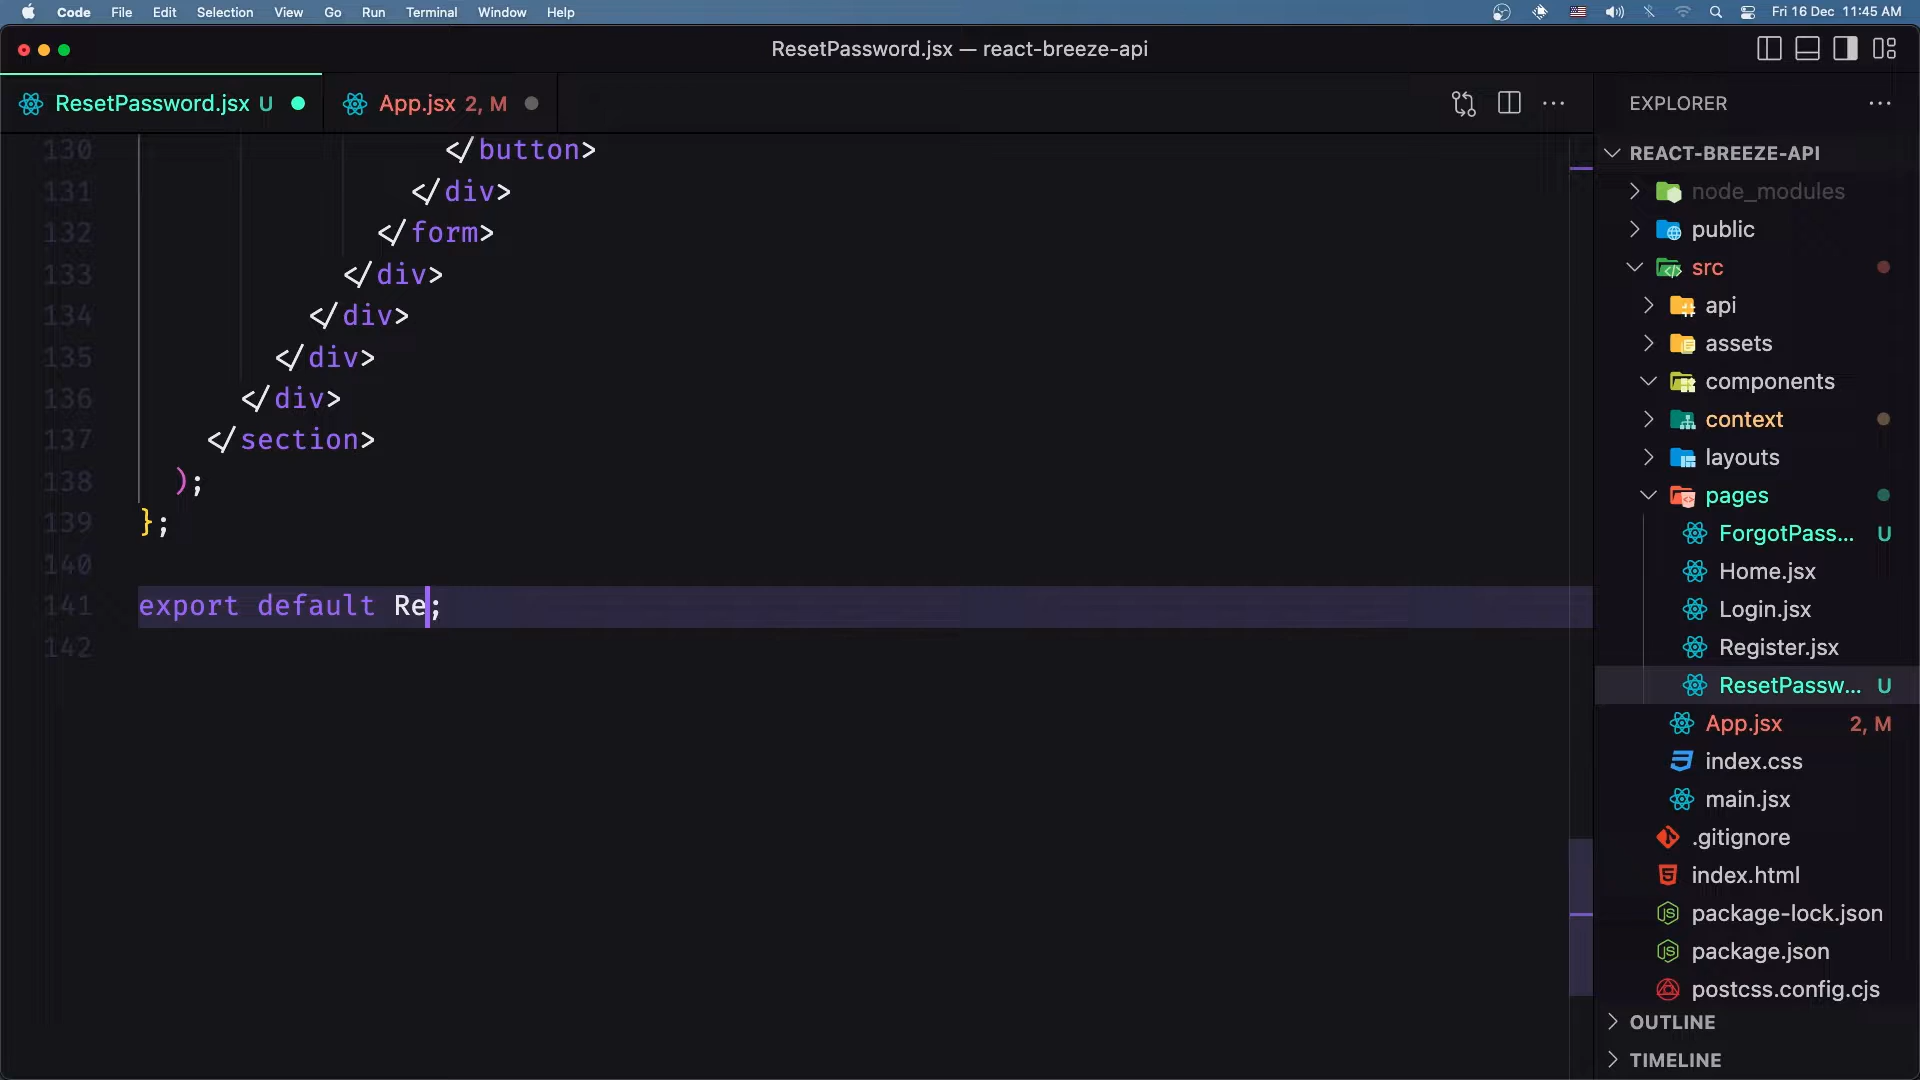 Code File Edit Selection View Go Run Terminal Window Help Fri 16 Dec 11:45 AM
ResetPassword.jsx — react-breeze-api
ResetPassword.jsx U App.jsx 2, M
130 </button>
131 </div>
132 </form>
133 </div>
134 </div>
135 </div>
136 </div>
137 </section>
138 );
139 };
140
141 export default Re;
142
EXPLORER
REACT-BREEZE-API
node_modules
public
src
api
assets
components
context
layouts
pages
ForgotPass... U
Home.jsx
Login.jsx
Register.jsx
ResetPassw... U
App.jsx 2, M
index.css
main.jsx
.gitignore
index.html
package-lock.json
package.json
postcss.config.cjs
OUTLINE
TIMELINE